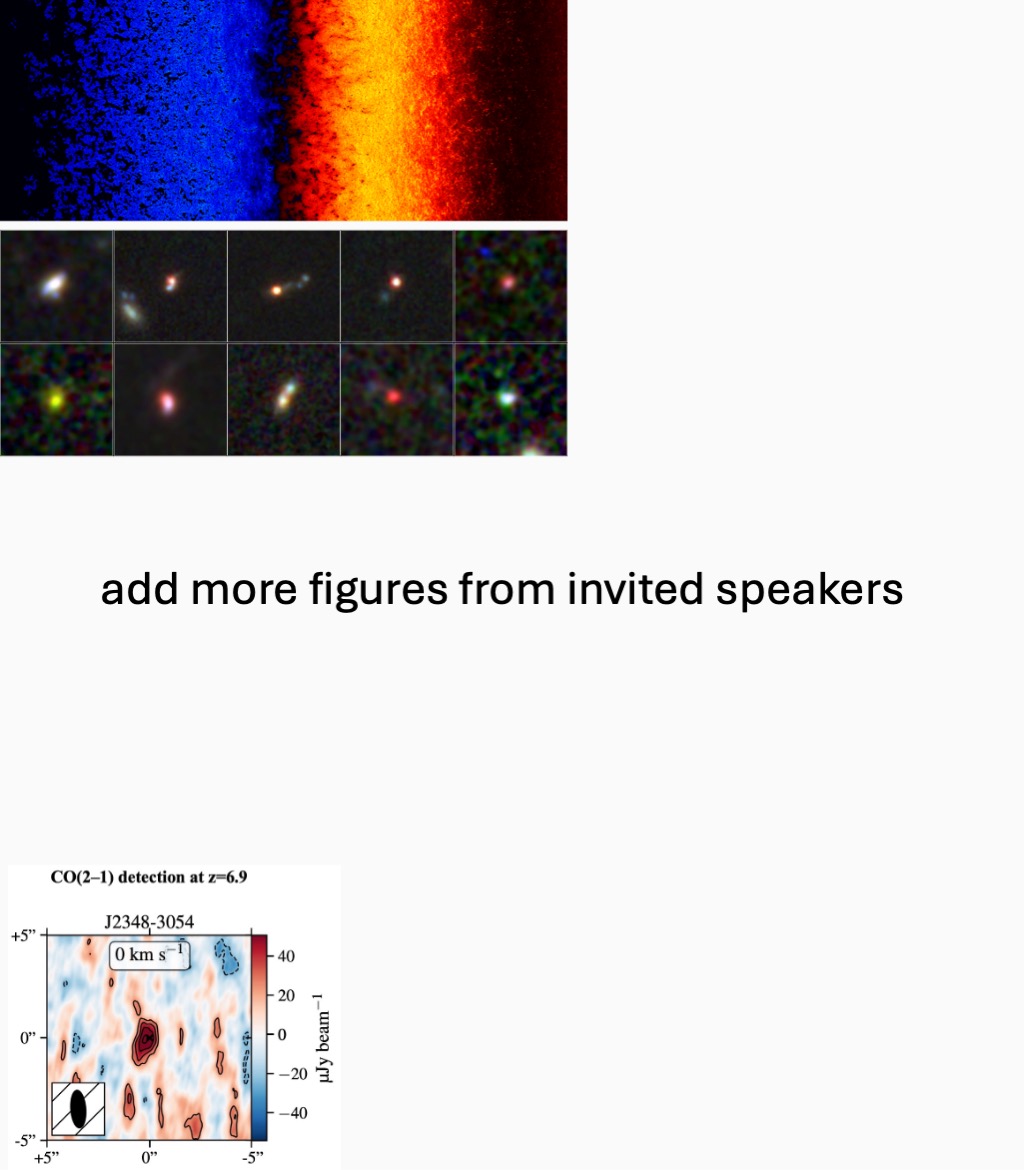 add more figures from invited speakers
CO(2–1) detection at z=6.9
J2348-3054
+5”
0 km s⁻¹
40
20
0”
0
−20
−40
μJy beam⁻¹
-5”
+5”
0”
-5”